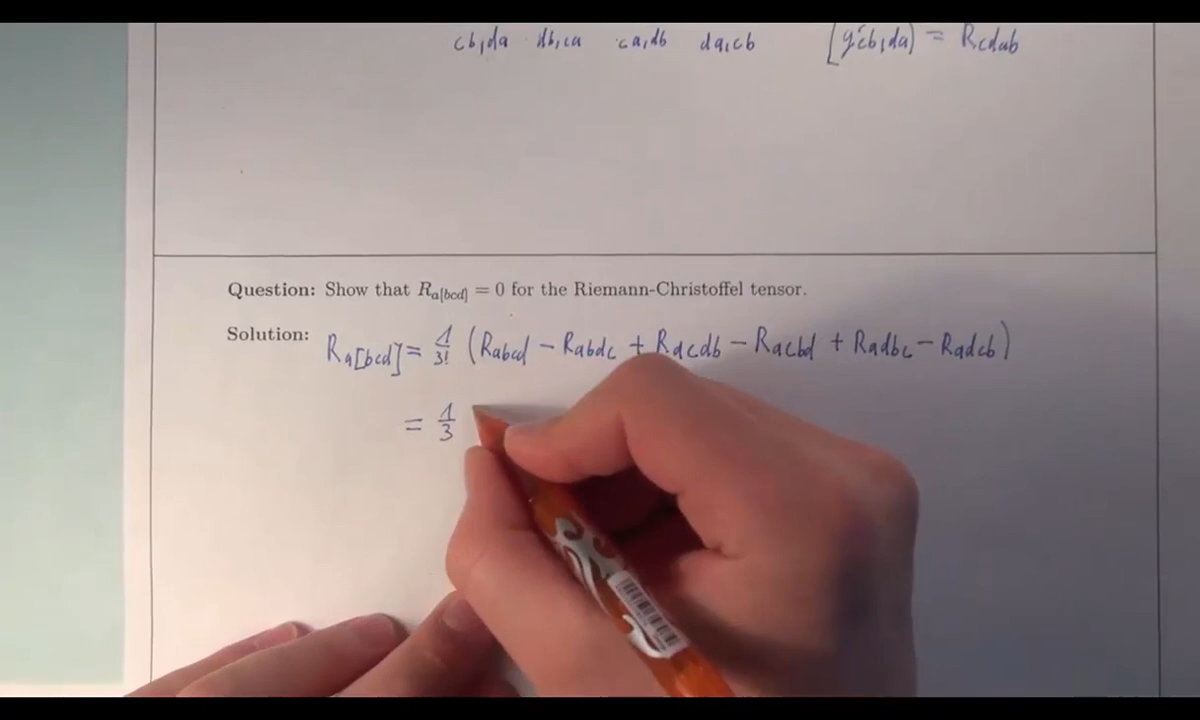 cb,da db,ca ca,db da,cb [gcb,da) = Rcdab
Question: Show that Ra[bcd] = 0 for the Riemann-Christoffel tensor.
Solution: Ra[bcd] = 1/3! (Rabcd - Rabdc + Racdb - Racbd + Radbc - Radcb)
= 1/3